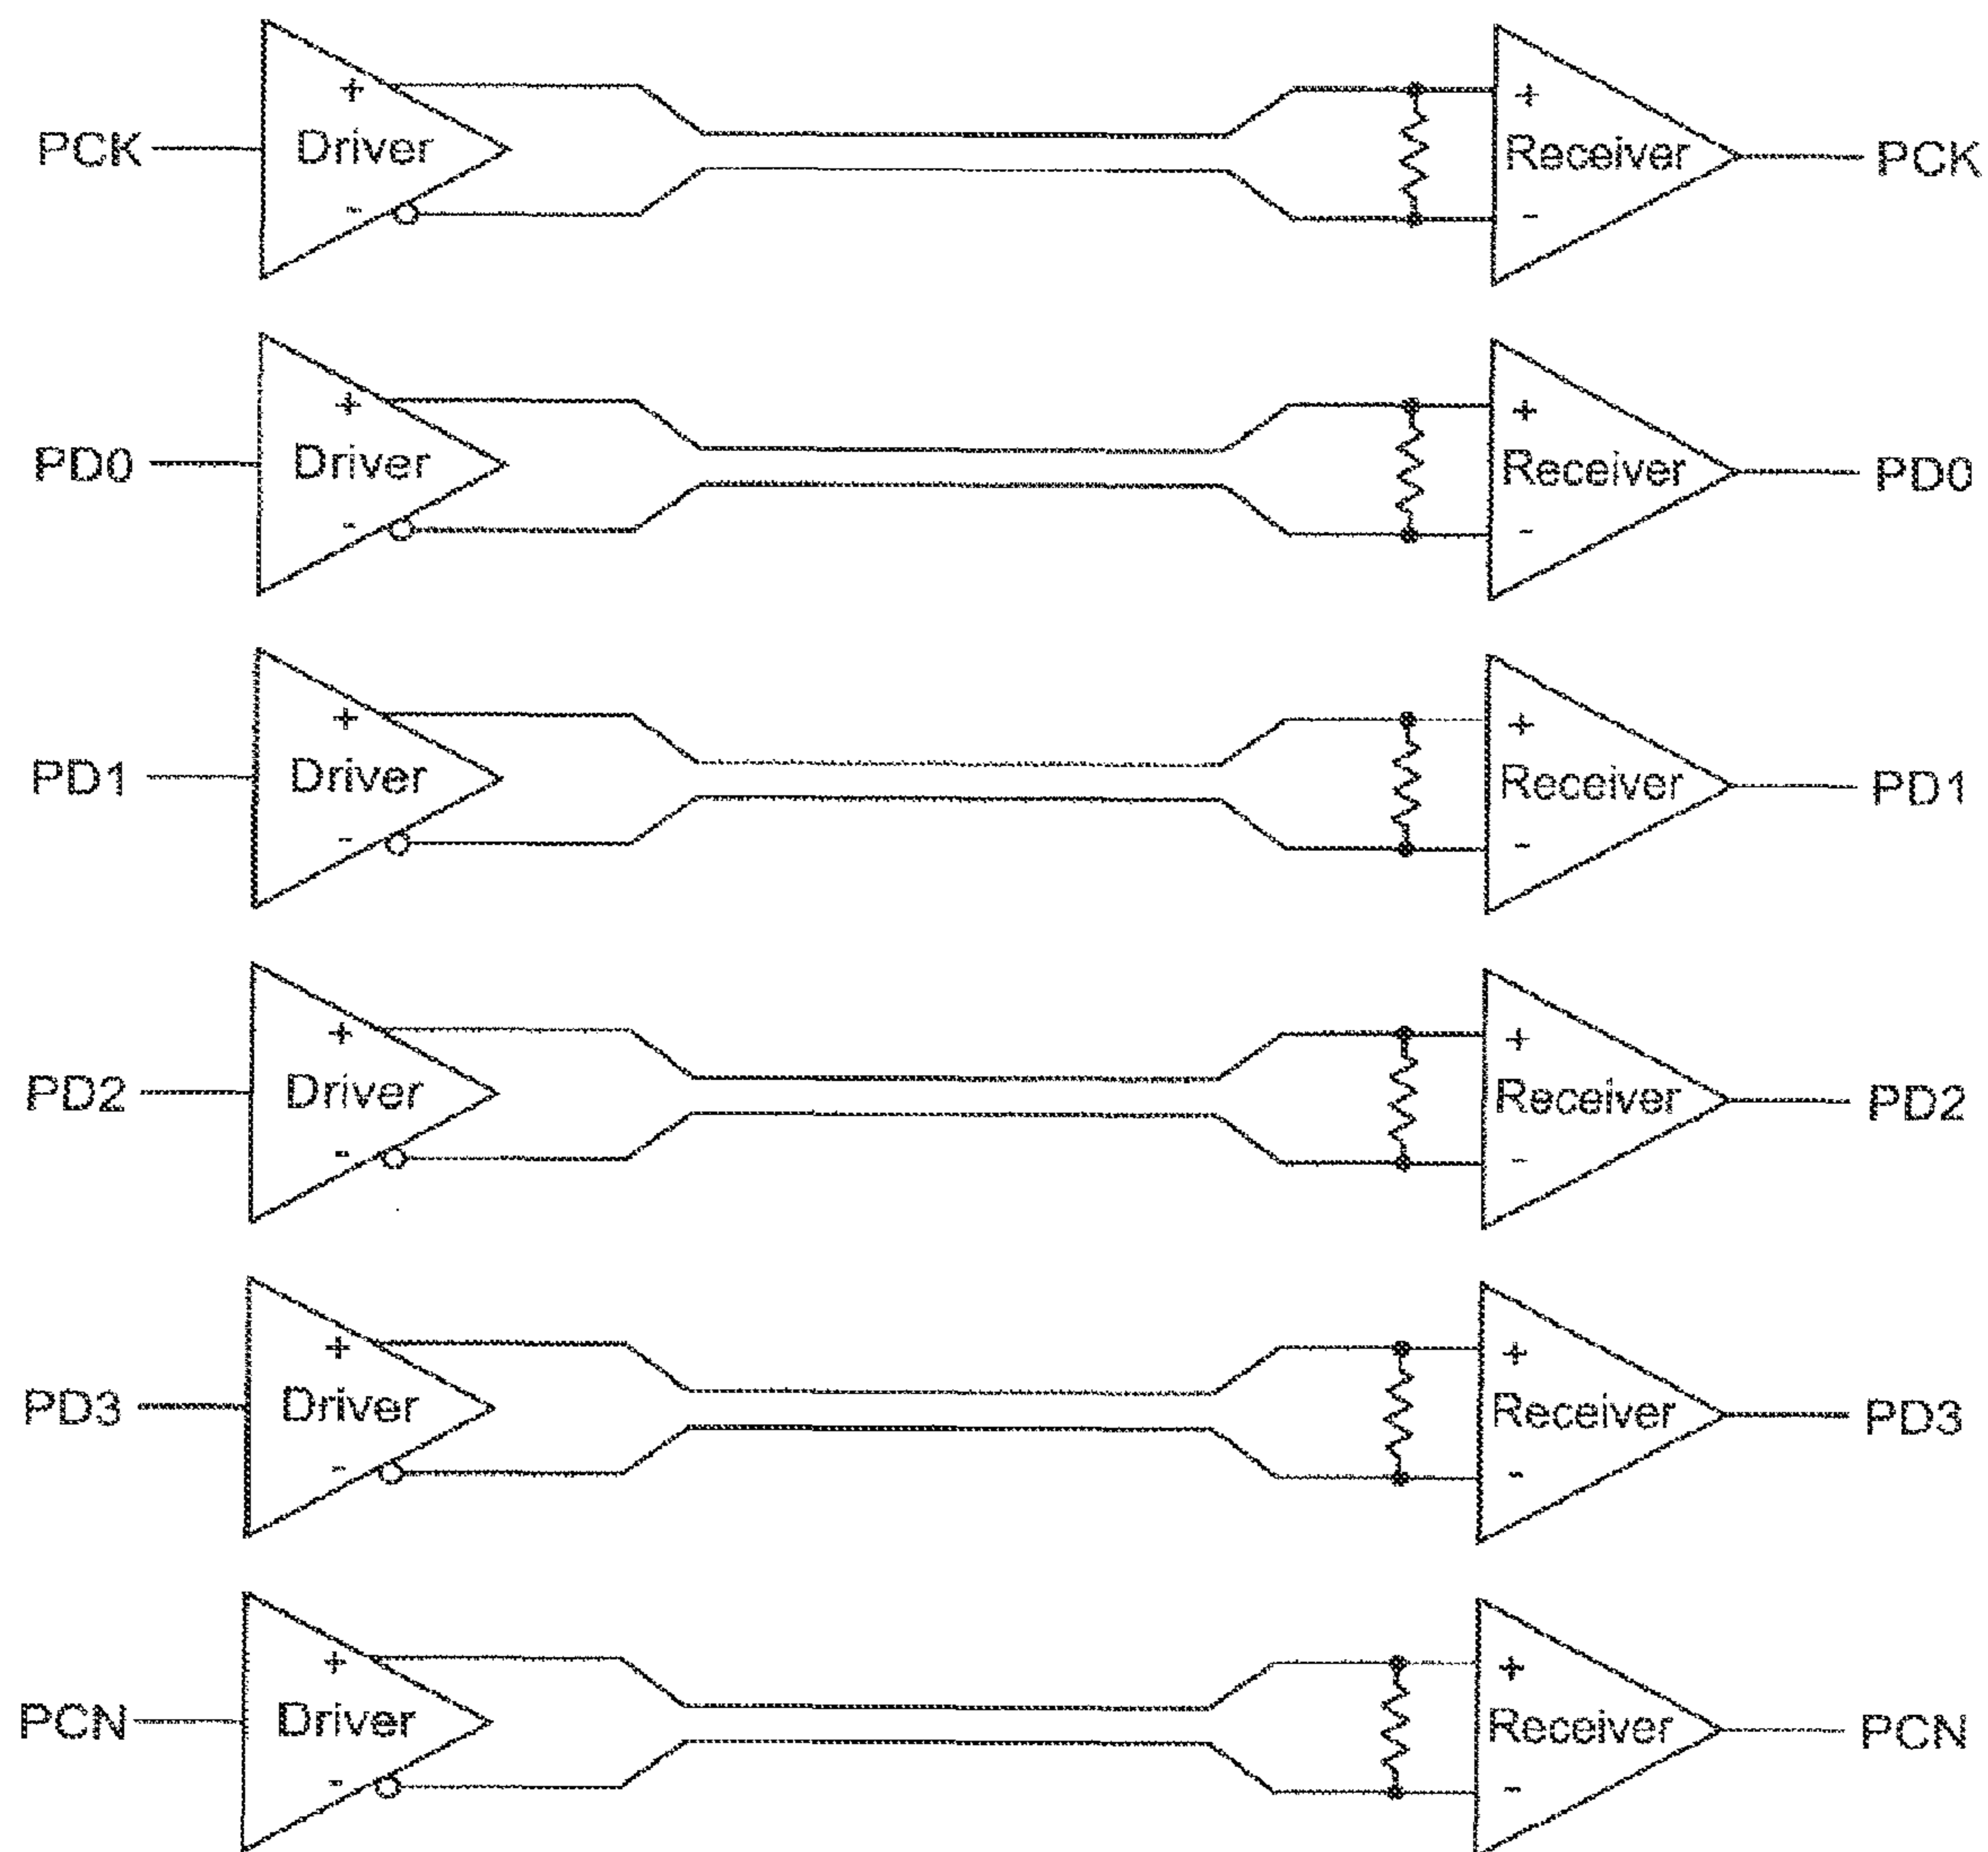 + +
PCK Driver Receiver PCK
- -
+ +
PD0 Driver Receiver PD0
- -
+ +
PD1 Driver Receiver PD1
- -
+ +
PD2 Driver Receiver PD2
- -
+ +
PD3 Driver Receiver PD3
- -
+ +
PCN Driver Receiver PCN
- -